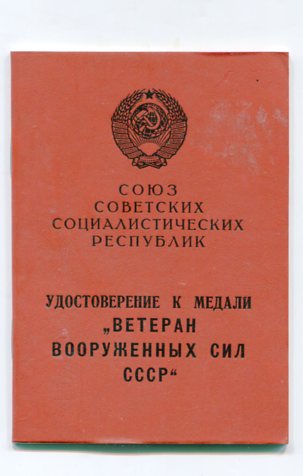 СОЮЗ
СОВЕТСКИХ
СОЦИАЛИСТИЧЕСКИХ
РЕСПУБЛИК
УДОСТОВЕРЕНИЕ К МЕДАЛИ
„ВЕТЕРАН
ВООРУЖЕННЫХ СИЛ
СССР“